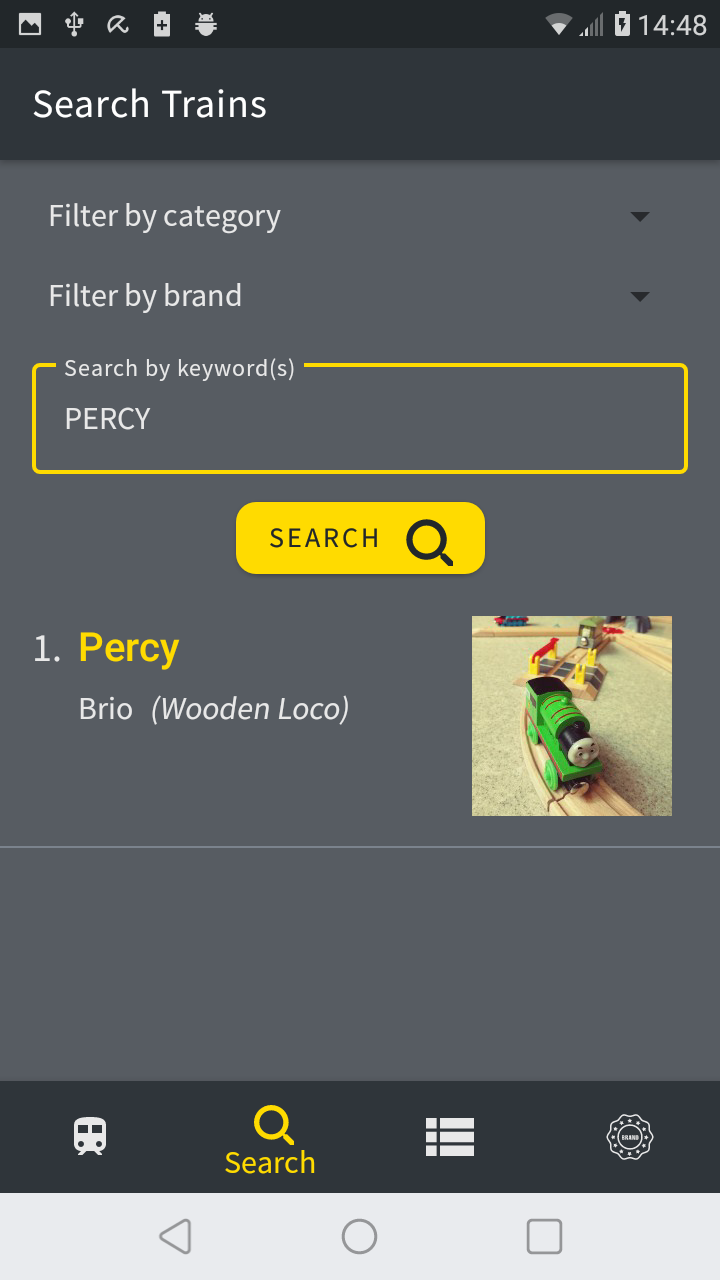 14:48
Search Trains
Filter by category
Filter by brand
Search by keyword(s)
PERCY
SEARCH
1. Percy
Brio (Wooden Loco)
Search
BRAND